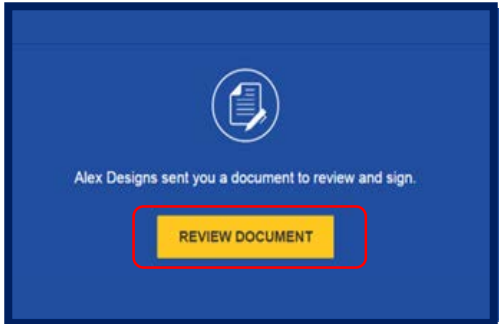 Alex Designs sent you a document to review and sign.
REVIEW DOCUMENT